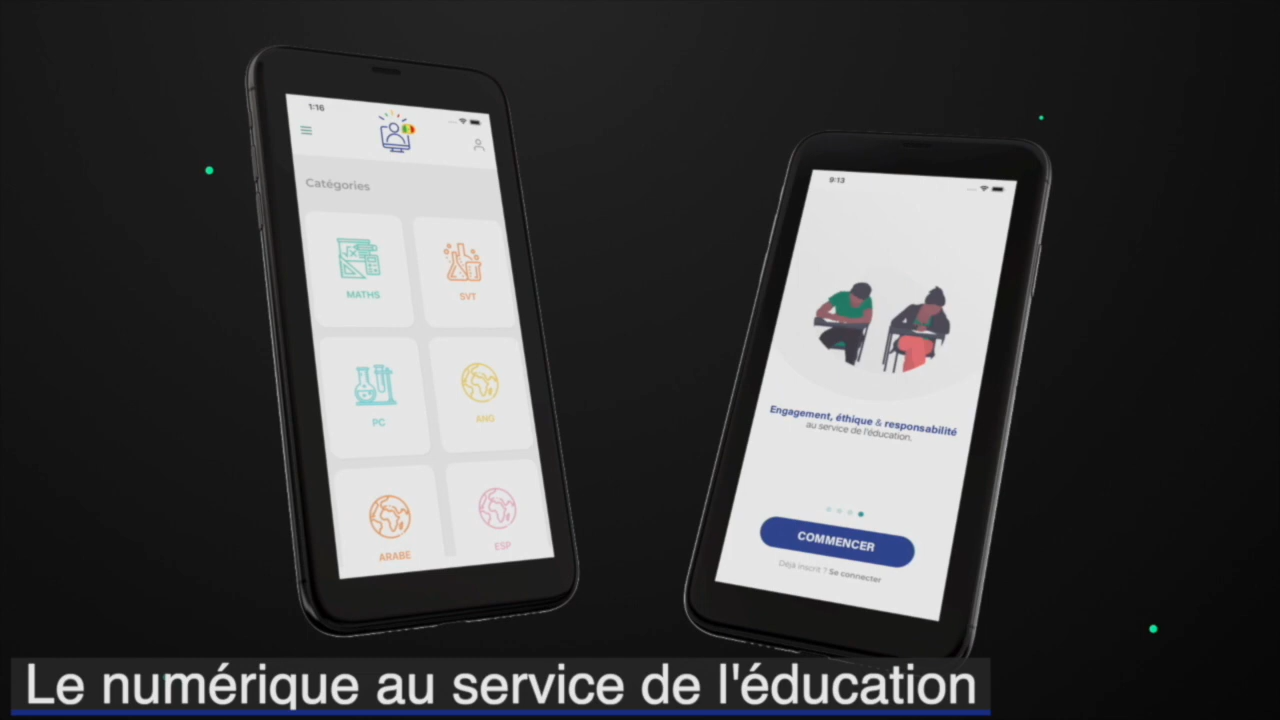 1:16
Catégories
MATHS
SVT
PC
ANG
ARABE
ESP
9:13
Engagement, éthique & responsabilité
au service de l'éducation.
COMMENCER
Déjà inscrit ? Se connecter
Le numérique au service de l'éducation